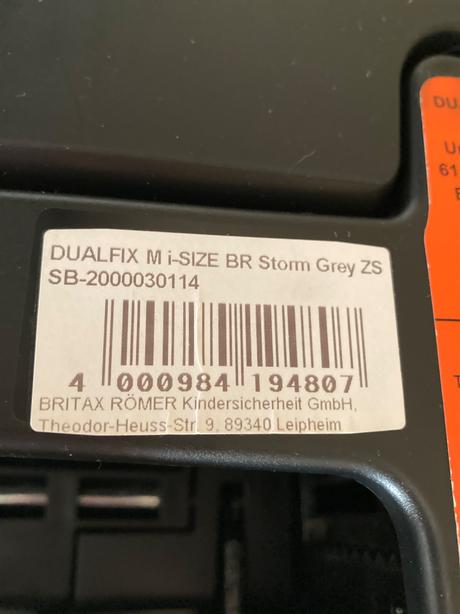 DUALFIX M i-SIZE BR Storm Grey ZS
SB-2000030114
4 000984 194807
BRITAX RÖMER Kindersicherheit GmbH,
Theodor-Heuss-Str. 9, 89340 Leipheim
61